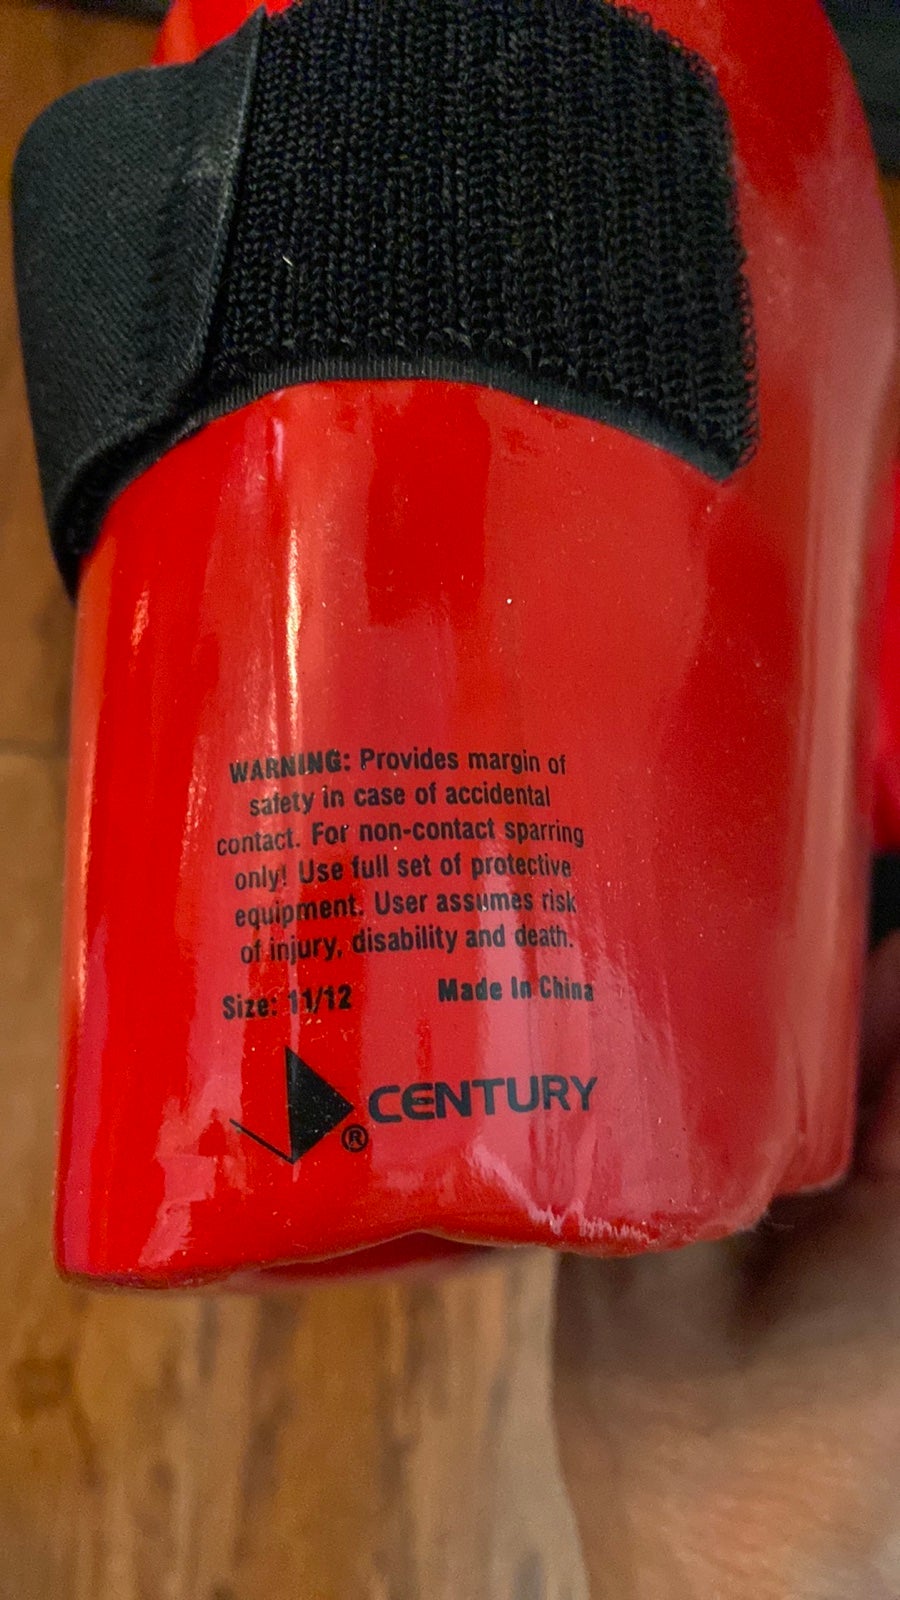 WARNING: Provides margin of
safety in case of accidental
contact. For non-contact sparring
only! Use full set of protective
equipment. User assumes risk
of injury, disability and death.
Size: 11/12 Made In China
® CENTURY